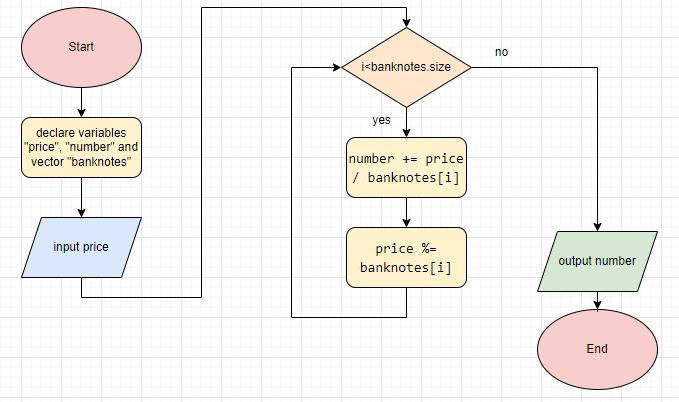 Start
declare variables
"price", "number" and
vector "banknotes"
input price
i<banknotes.size
no
yes
number += price
/ banknotes[i]
price %=
banknotes[i]
output number
End